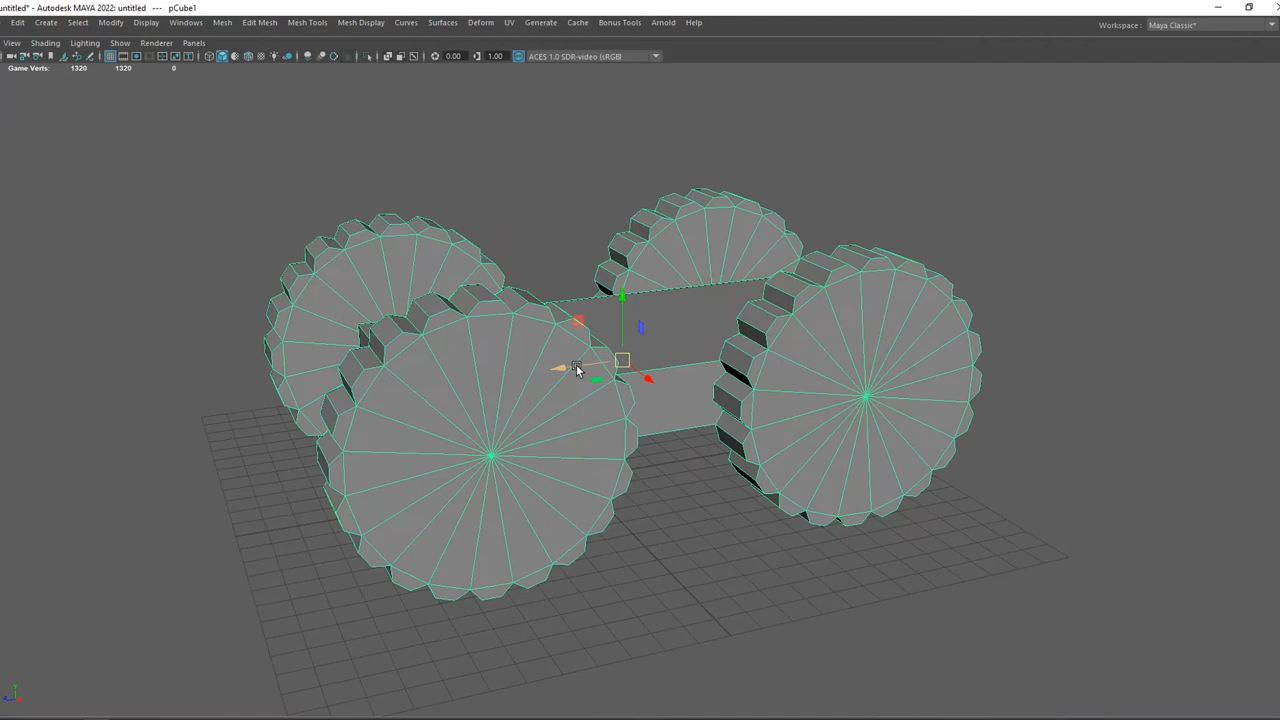 untitled* - Autodesk MAYA 2022: untitled --- pCube1
Edit Create Select Modify Display Windows Mesh Edit Mesh Mesh Tools Mesh Display Curves Surfaces Deform UV Generate Cache Bonus Tools Arnold Help
Workspace : Maya Classic*
View Shading Lighting Show Renderer Panels
0.00 1.00 ACES 1.0 SDR-video (sRGB)
Game Verts: 1320 1320 0